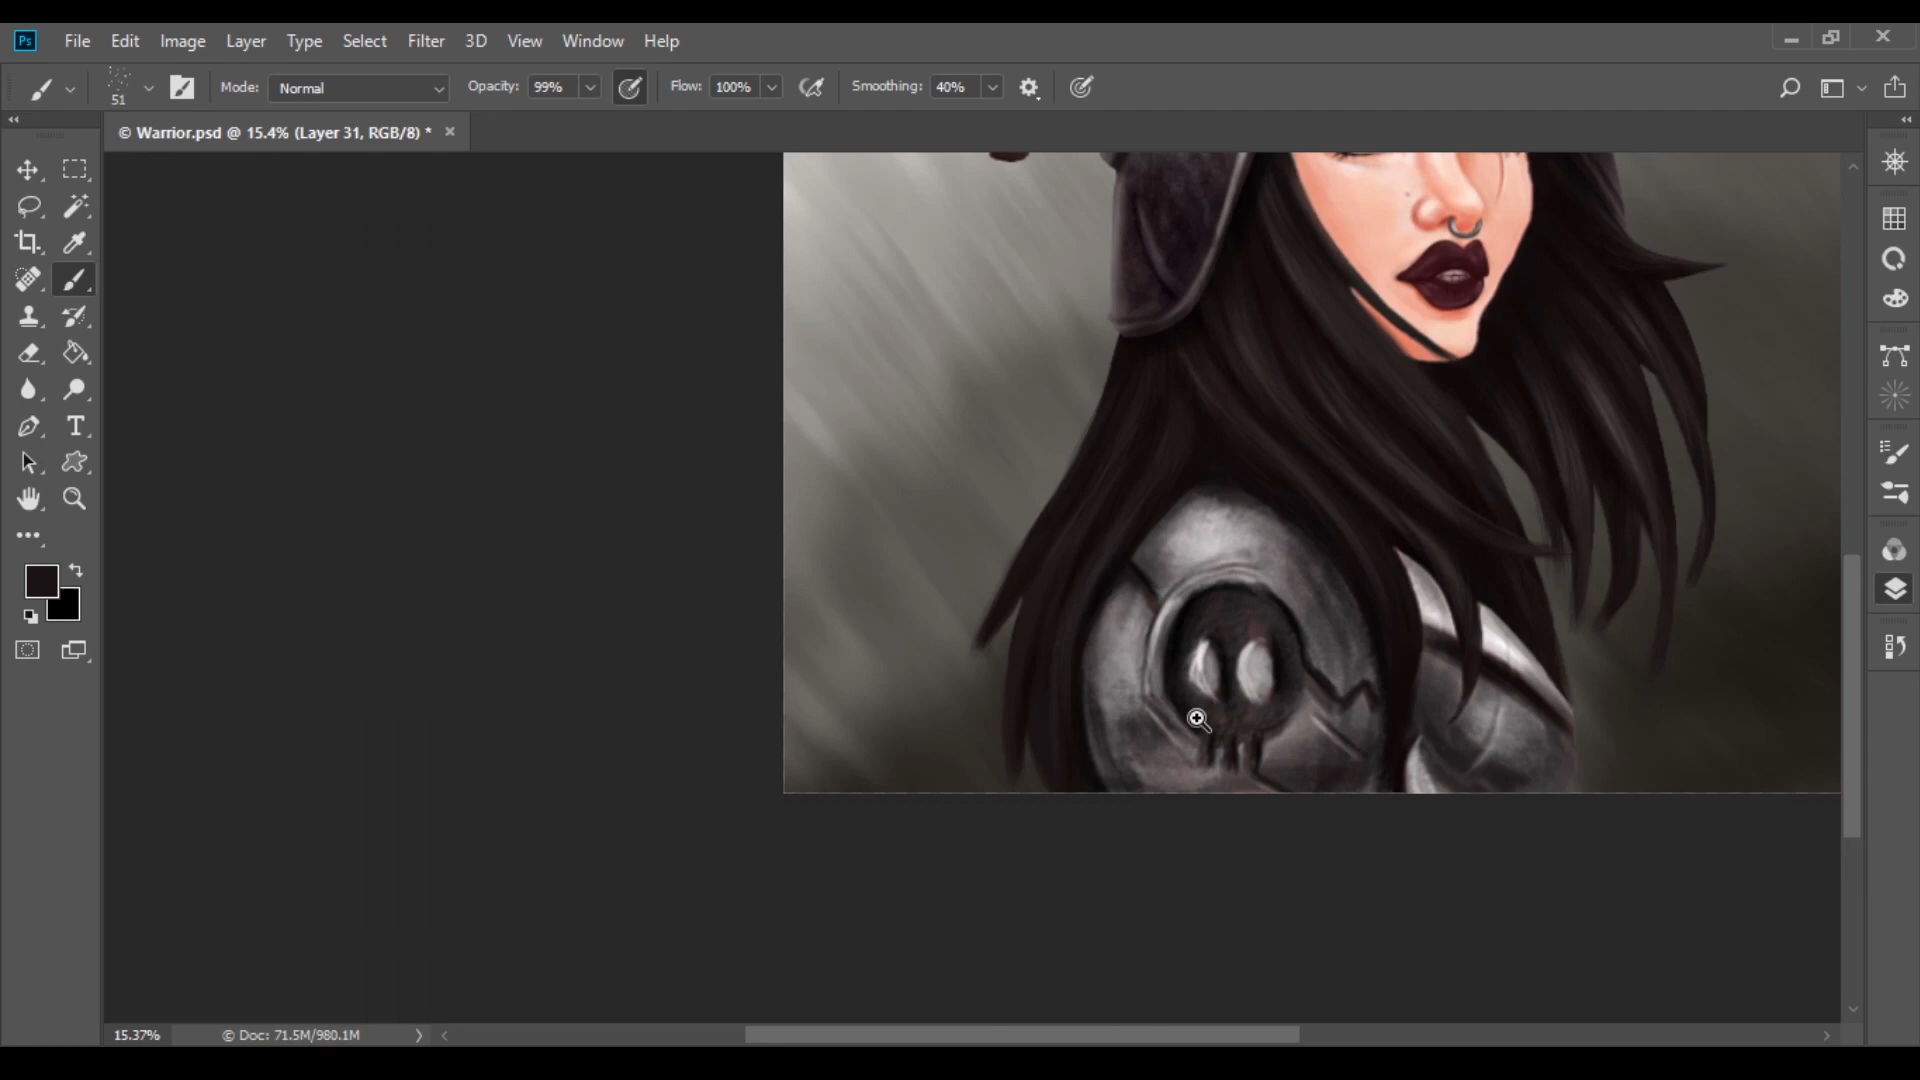 Ps File Edit Image Layer Type Select Filter 3D View Window Help
51 Mode: Normal Opacity: 99% Flow: 100% Smoothing: 40%
© Warrior.psd @ 15.4% (Layer 31, RGB/8) *
15.37% © Doc: 71.5M/980.1M